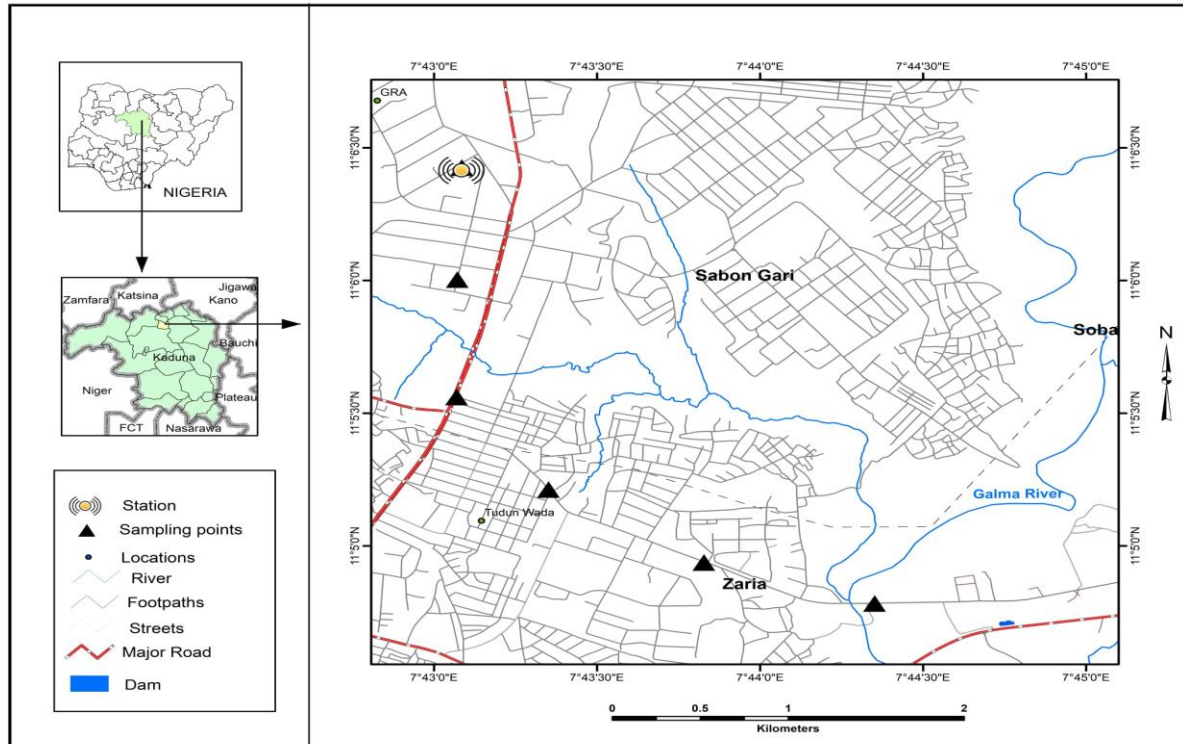 NIGERIA
Zamfara
Katsina
Jigawa
Kano
Bauchi
Kaduna
Niger
Plateau
FCT
Nasarawa
Station
Sampling points
Locations
River
Footpaths
Streets
Major Road
Dam
7°43'0"E 7°43'30"E 7°44'0"E 7°44'30"E 7°45'0"E
GRA
11°6'30"N 11°6'30"N
Sabon Gari
11°6'0"N 11°6'0"N
Soba
N
11°5'30"N 11°5'30"N
Galma River
Tudun Wada
11°5'0"N 11°5'0"N
Zaria
7°43'0"E 7°43'30"E 7°44'0"E 7°44'30"E 7°45'0"E
0 0.5 1 2
Kilometers